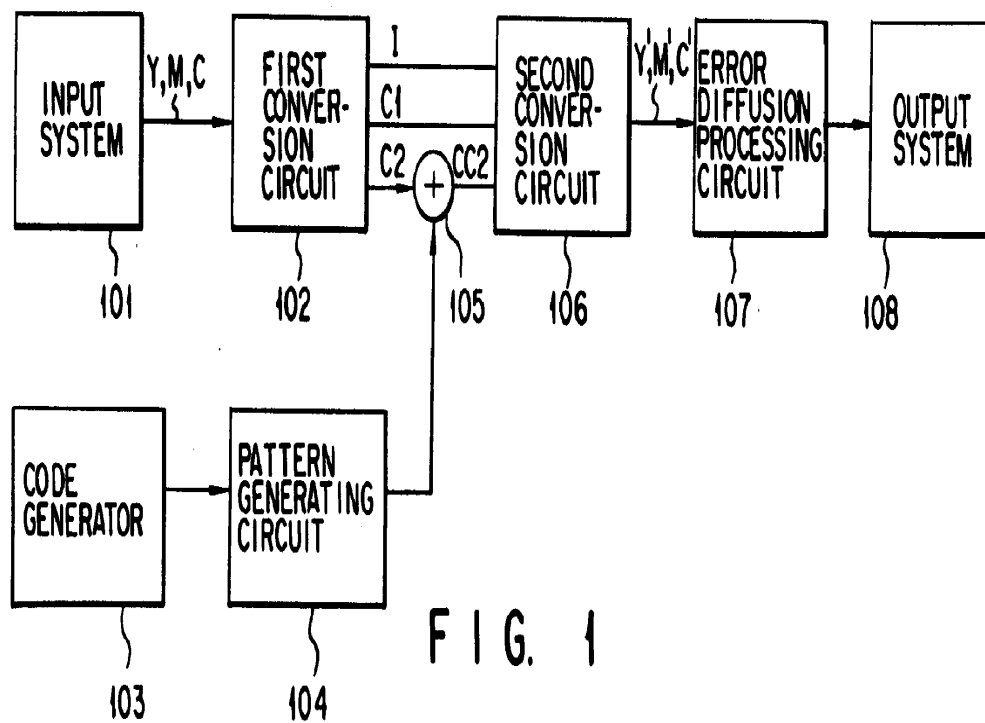 INPUT
SYSTEM
101
Y,M,C
FIRST
CONVER-
SION
CIRCUIT
102
I
C1
C2
+
CC2
105
SECOND
CONVER-
SION
CIRCUIT
106
Y',M',C'
ERROR
DIFFUSION
PROCESSING
CIRCUIT
107
OUTPUT
SYSTEM
108
CODE
GENERATOR
103
PATTERN
GENERATING
CIRCUIT
104
FIG. 1